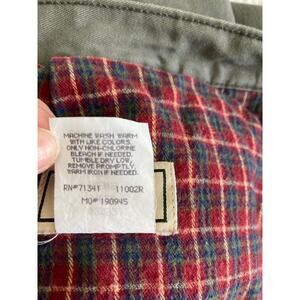 MACHINE WASH WARM
WITH LIKE COLORS.
ONLY NON-CHLORINE
BLEACH IF NEEDED.
TUMBLE DRY LOW.
REMOVE PROMPTLY.
WARM IRON IF NEEDED.
RN#71341 11002R
MO# 190945